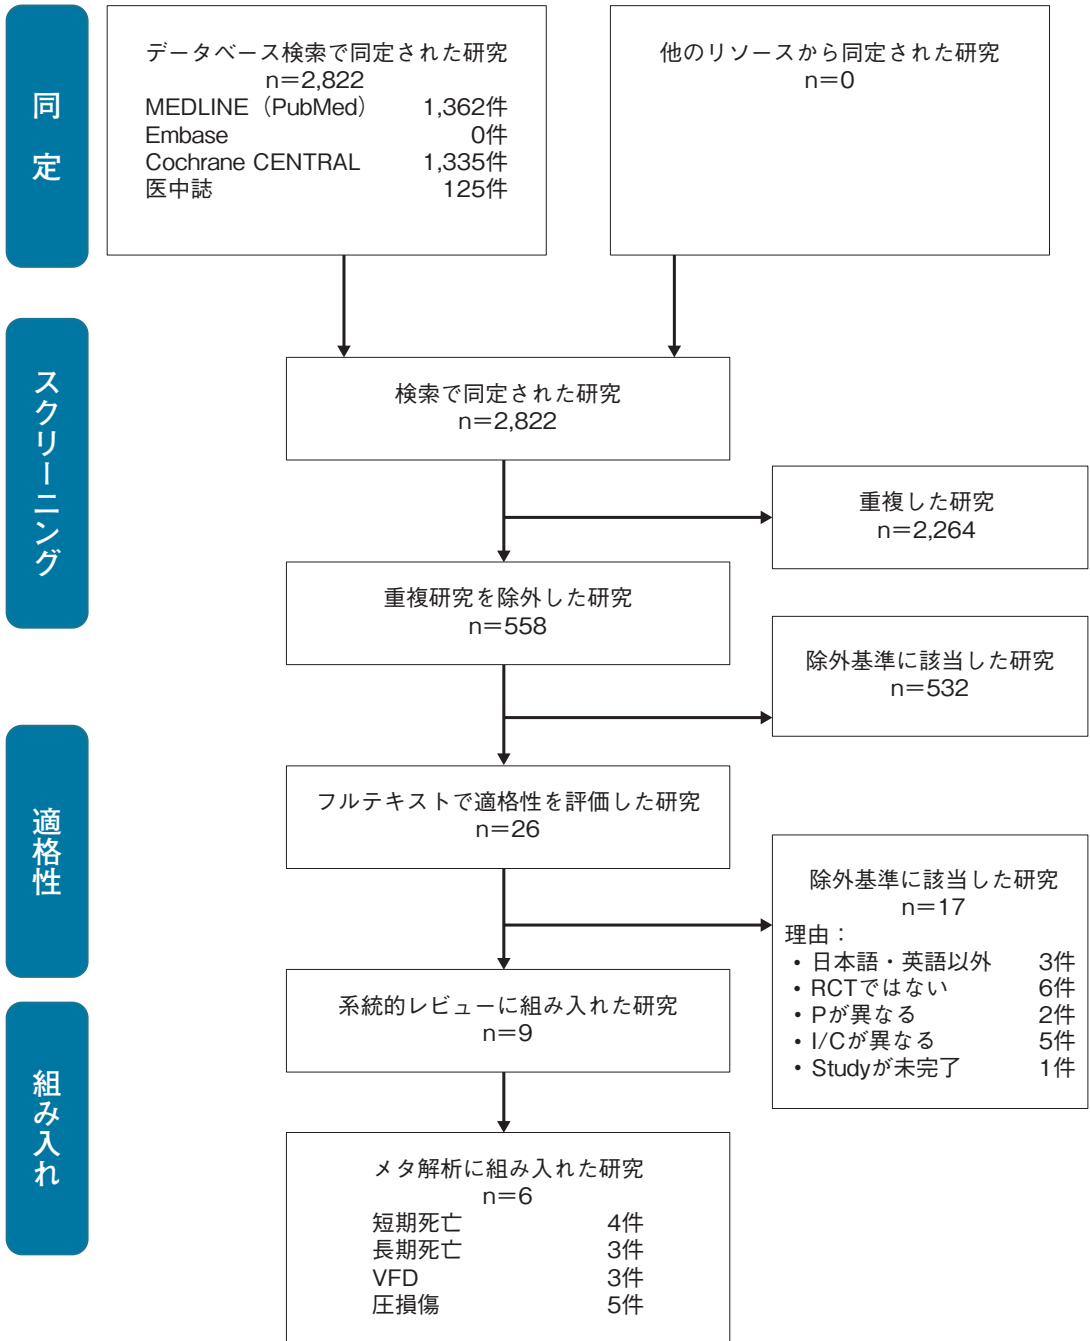 同定
データベース検索で同定された研究
n＝2,822
MEDLINE（PubMed） 1,362件
Embase 0件
Cochrane CENTRAL 1,335件
医中誌 125件
他のリソースから同定された研究
n＝0
スクリーニング
検索で同定された研究
n＝2,822
重複した研究
n＝2,264
重複研究を除外した研究
n＝558
除外基準に該当した研究
n＝532
適格性
フルテキストで適格性を評価した研究
n＝26
除外基準に該当した研究
n＝17
理由：
・日本語・英語以外 3件
・RCTではない 6件
・Pが異なる 2件
・I/Cが異なる 5件
・Studyが未完了 1件
組み入れ
系統的レビューに組み入れた研究
n＝9
メタ解析に組み入れた研究
n＝6
短期死亡 4件
長期死亡 3件
VFD 3件
圧損傷 5件